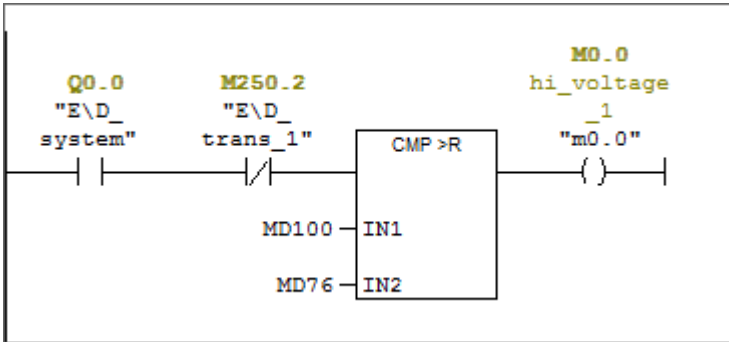 M0.0
Q0.0 M250.2 hi_voltage
"E\D_ "E\D_ _1
system" trans_1" "m0.0"
CMP >R
MD100 IN1
MD76 IN2